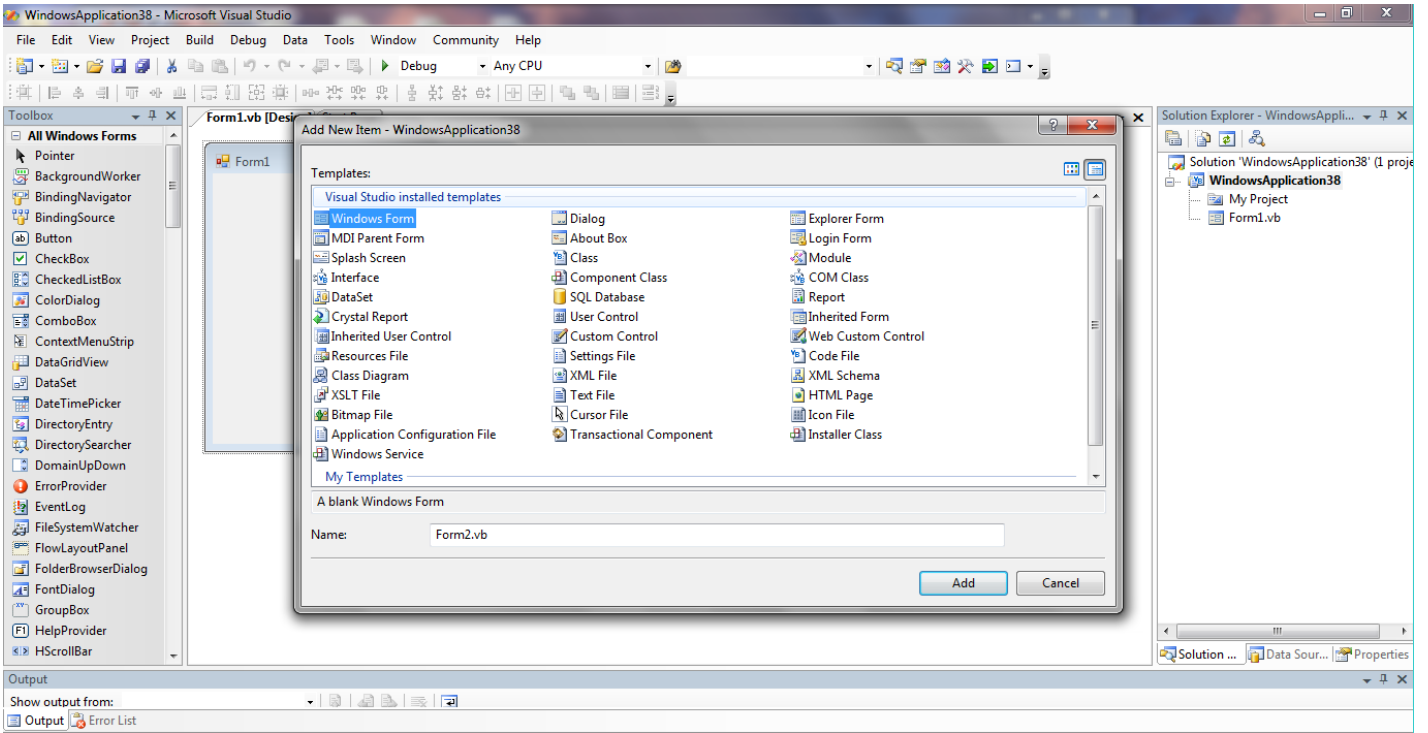 WindowsApplication38 - Microsoft Visual Studio
File Edit View Project Build Debug Data Tools Window Community Help
Debug Any CPU
Toolbox
All Windows Forms
Pointer
BackgroundWorker
BindingNavigator
BindingSource
Button
CheckBox
CheckedListBox
ColorDialog
ComboBox
ContextMenuStrip
DataGridView
DataSet
DateTimePicker
DirectoryEntry
DirectorySearcher
DomainUpDown
ErrorProvider
EventLog
FileSystemWatcher
FlowLayoutPanel
FolderBrowserDialog
FontDialog
GroupBox
HelpProvider
HScrollBar
Form1.vb [Desi
Form1
Add New Item - WindowsApplication38
Templates:
Visual Studio installed templates
Windows Form Dialog Explorer Form
MDI Parent Form About Box Login Form
Splash Screen Class Module
Interface Component Class COM Class
DataSet SQL Database Report
Crystal Report User Control Inherited Form
Inherited User Control Custom Control Web Custom Control
Resources File Settings File Code File
Class Diagram XML File XML Schema
XSLT File Text File HTML Page
Bitmap File Cursor File Icon File
Application Configuration File Transactional Component Installer Class
Windows Service
My Templates
A blank Windows Form
Name: Form2.vb
Add Cancel
Solution Explorer - WindowsAppli...
Solution 'WindowsApplication38' (1 proje
WindowsApplication38
My Project
Form1.vb
Solution ... Data Sour... Properties
Output
Show output from:
Output Error List